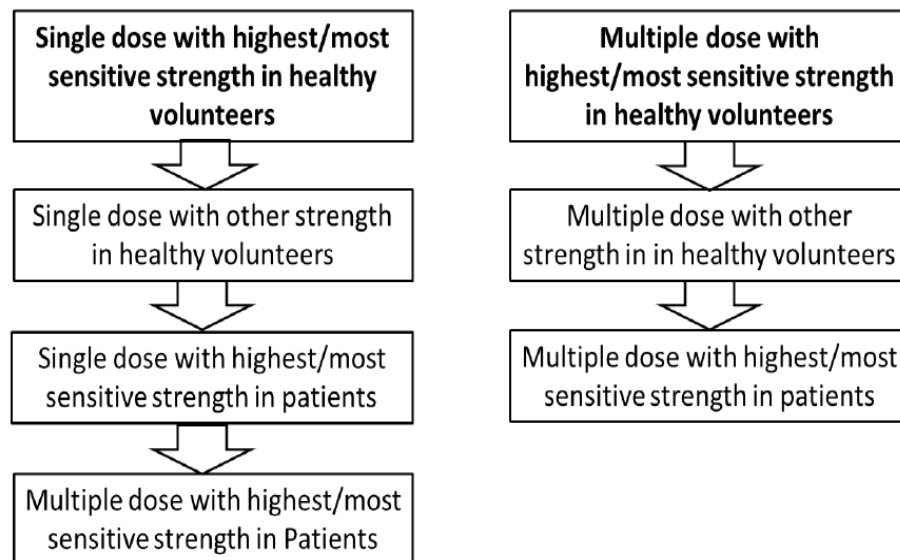 Single dose with highest/most
sensitive strength in healthy
volunteers
Single dose with other strength
in healthy volunteers
Single dose with highest/most
sensitive strength in patients
Multiple dose with highest/most
sensitive strength in Patients
Multiple dose with
highest/most sensitive strength
in healthy volunteers
Multiple dose with other
strength in in healthy volunteers
Multiple dose with highest/most
sensitive strength in patients